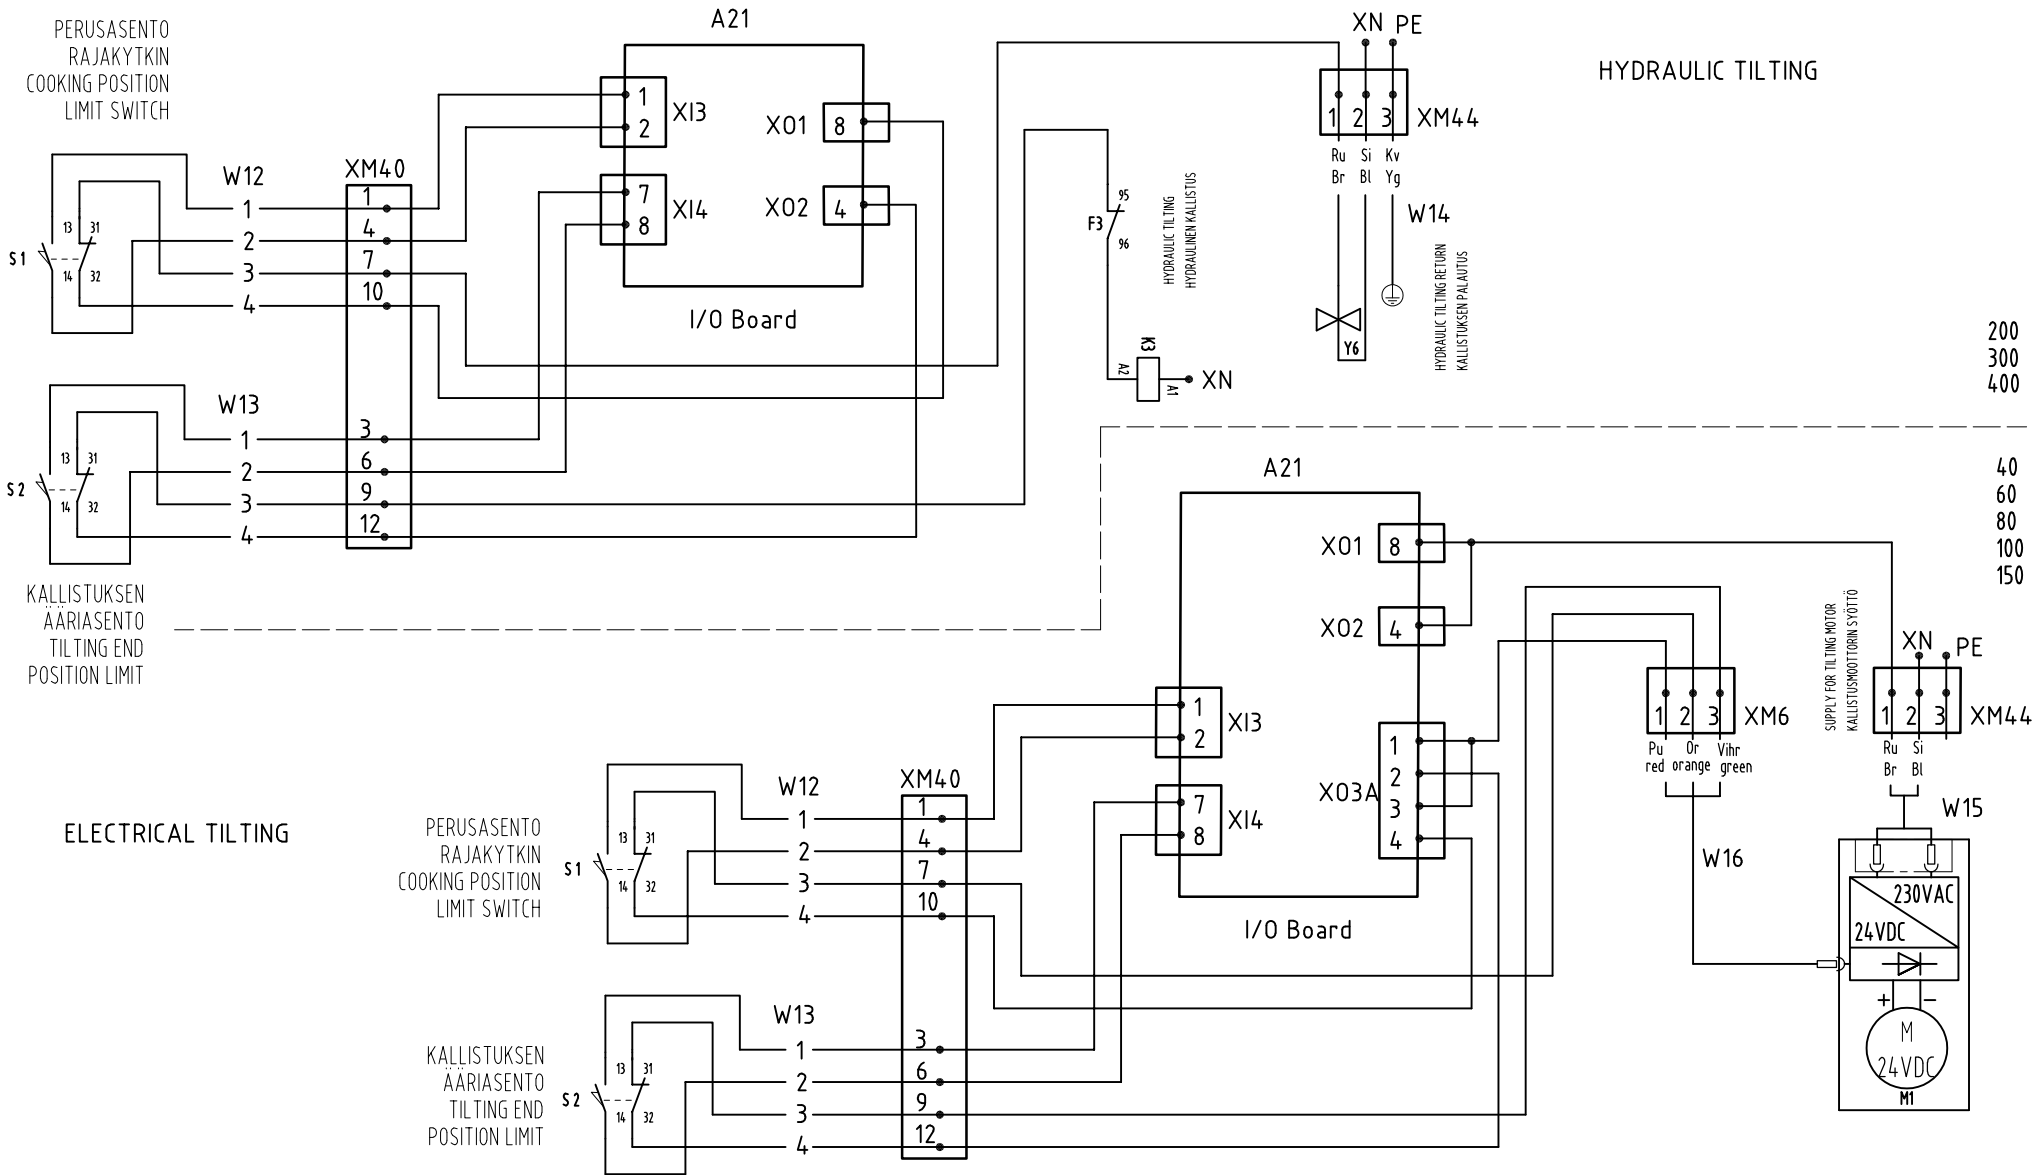 PERUSASENTO
RAJAKYTKIN
COOKING POSITION
LIMIT SWITCH
A21
XI3
1
2
XI4
7
8
XO1
8
XO2
4
I/O Board
XN PE
1 2 3
XM44
Ru Si Kv
Br Bl Yg
W14
HYDRAULIC TILTING
W12
1
2
3
4
XM40
1
4
7
10
S1
13 31
14 32
W13
1
2
3
4
3
6
9
12
S2
13 31
14 32
KALLISTUKSEN
ÄÄRIASENTO
TILTING END
POSITION LIMIT
F3
95
96
HYDRAULIC TILTING
HYDRAULINEN KALLISTUS
K3
A2
A1
XN
Y6
HYDRAULIC TILTING RETURN
KALLISTUKSEN PALAUTUS
200
300
400
40
60
80
100
150
ELECTRICAL TILTING
A21
XO1
8
XO2
4
XI3
1
2
XI4
7
8
XO3A
1
2
3
4
I/O Board
PERUSASENTO
RAJAKYTKIN
COOKING POSITION
LIMIT SWITCH
S1
13 31
14 32
W12
1
2
3
4
XM40
1
4
7
10
KALLISTUKSEN
ÄÄRIASENTO
TILTING END
POSITION LIMIT
S2
13 31
14 32
W13
1
2
3
4
3
6
9
12
1 2 3
XM6
Pu Or Vihr
red orange green
W16
SUPPLY FOR TILTING MOTOR
KALLISTUSMOOTTORIN SYÖTTÖ
XN PE
1 2 3
XM44
Ru Si
Br Bl
W15
230VAC
24VDC
+ −
M
24VDC
M1